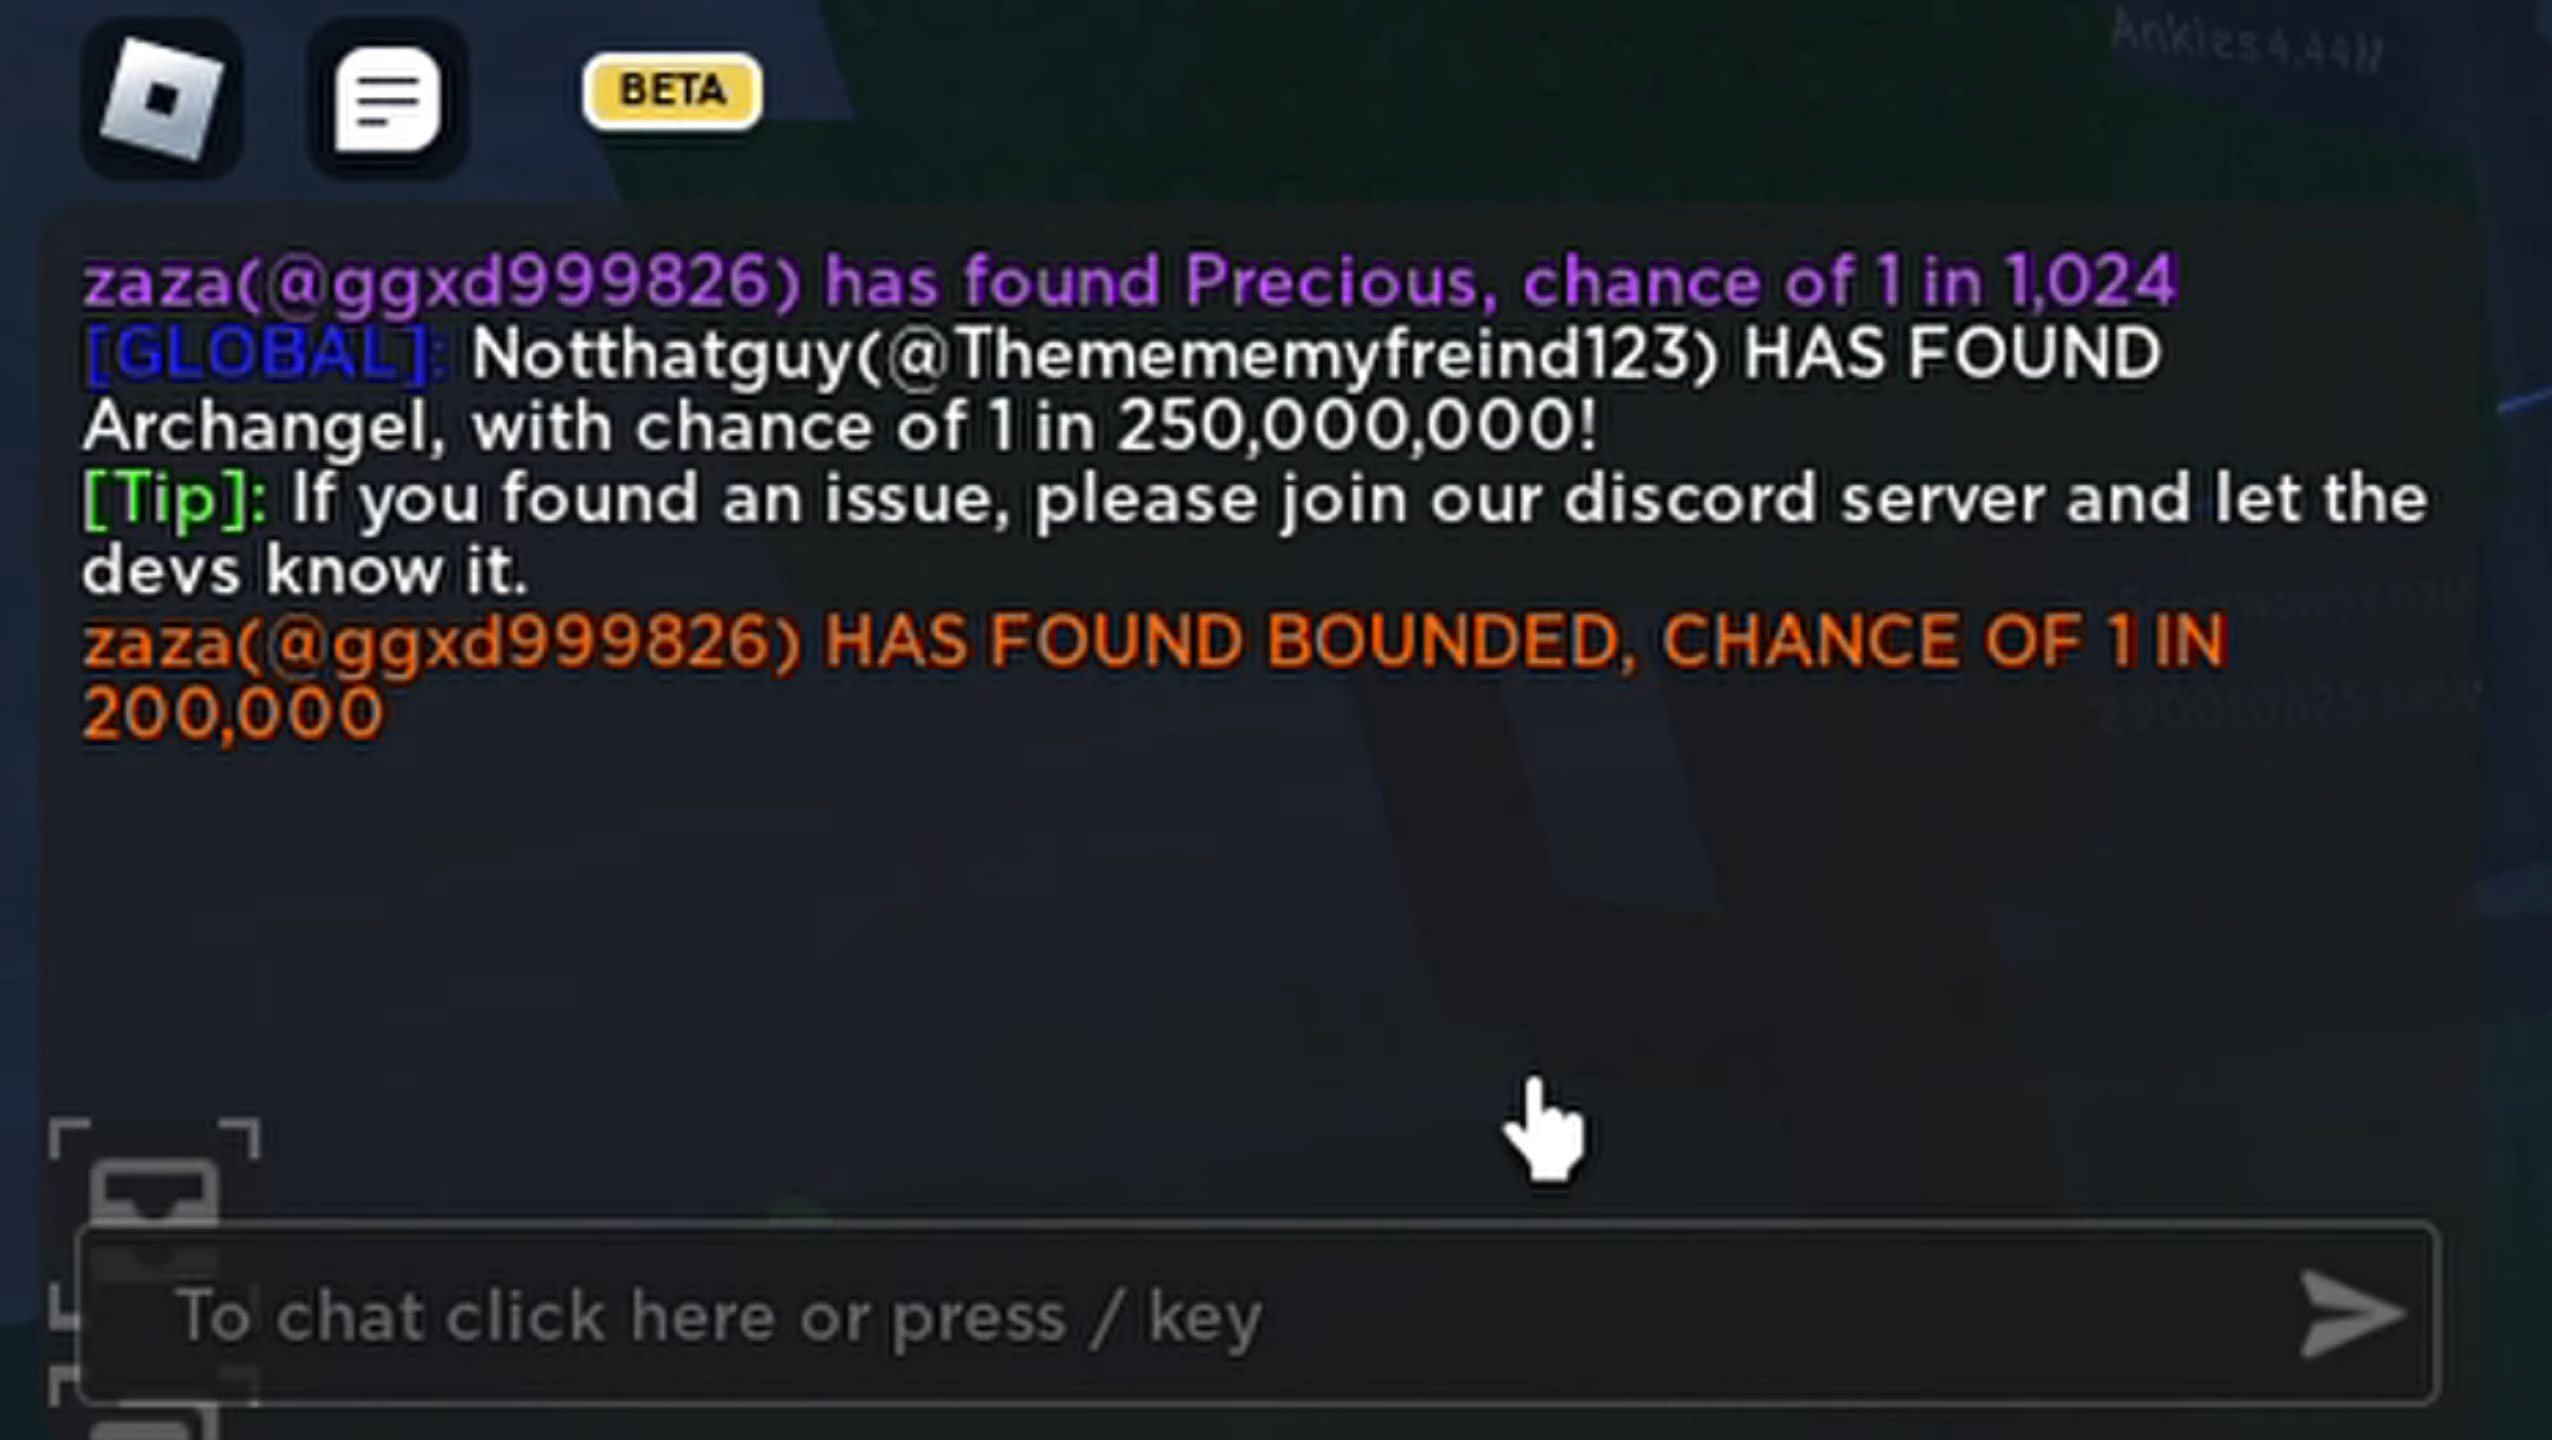 Ankles 4.44
BETA
zaza(@ggxd999826) has found Precious, chance of 1 in 1,024
[GLOBAL]: Notthatguy(@Themememyfreind123) HAS FOUND
Archangel, with chance of 1 in 250,000,000!
[Tip]: If you found an issue, please join our discord server and let the
devs know it.
zaza(@ggxd999826) HAS FOUND BOUNDED, CHANCE OF 1 IN
200,000
To chat click here or press / key